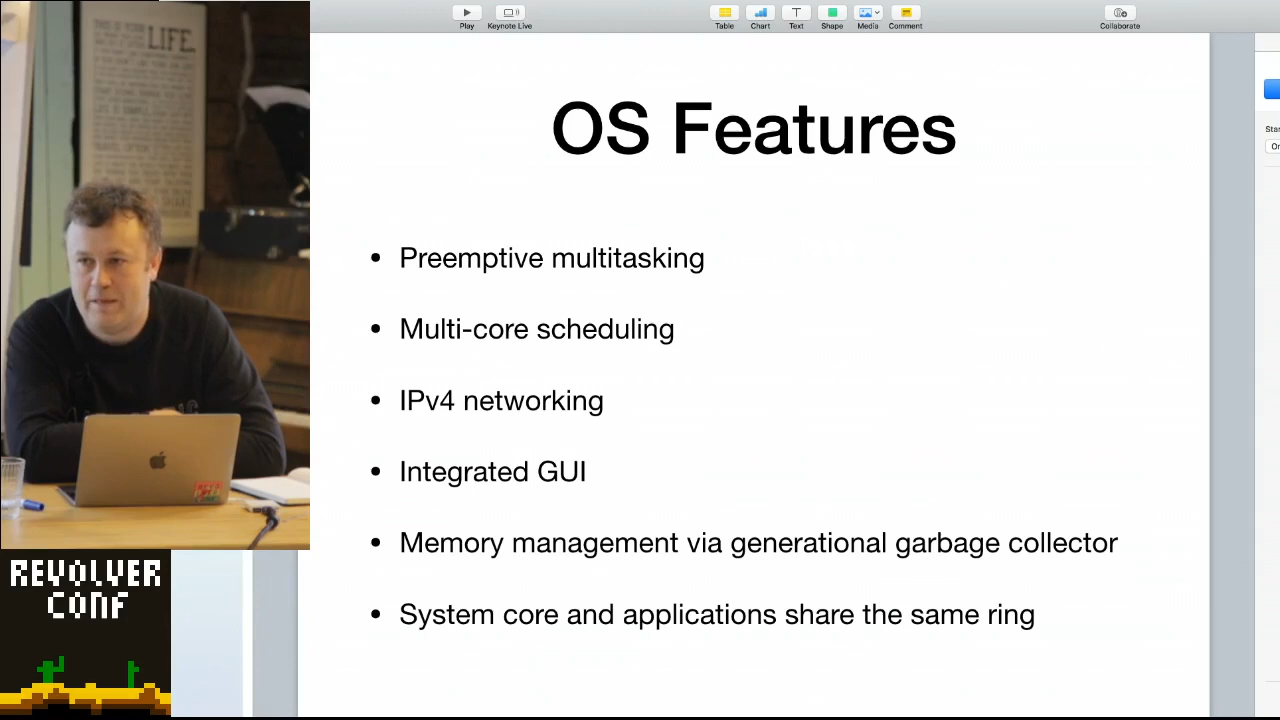 LIFE.
Play
Keynote Live
Table
Chart
Text
Shape
Media
Comment
Collaborate
OS Features
• Preemptive multitasking
• Multi-core scheduling
• IPv4 networking
• Integrated GUI
• Memory management via generational garbage collector
• System core and applications share the same ring
REVOLVER
CONF